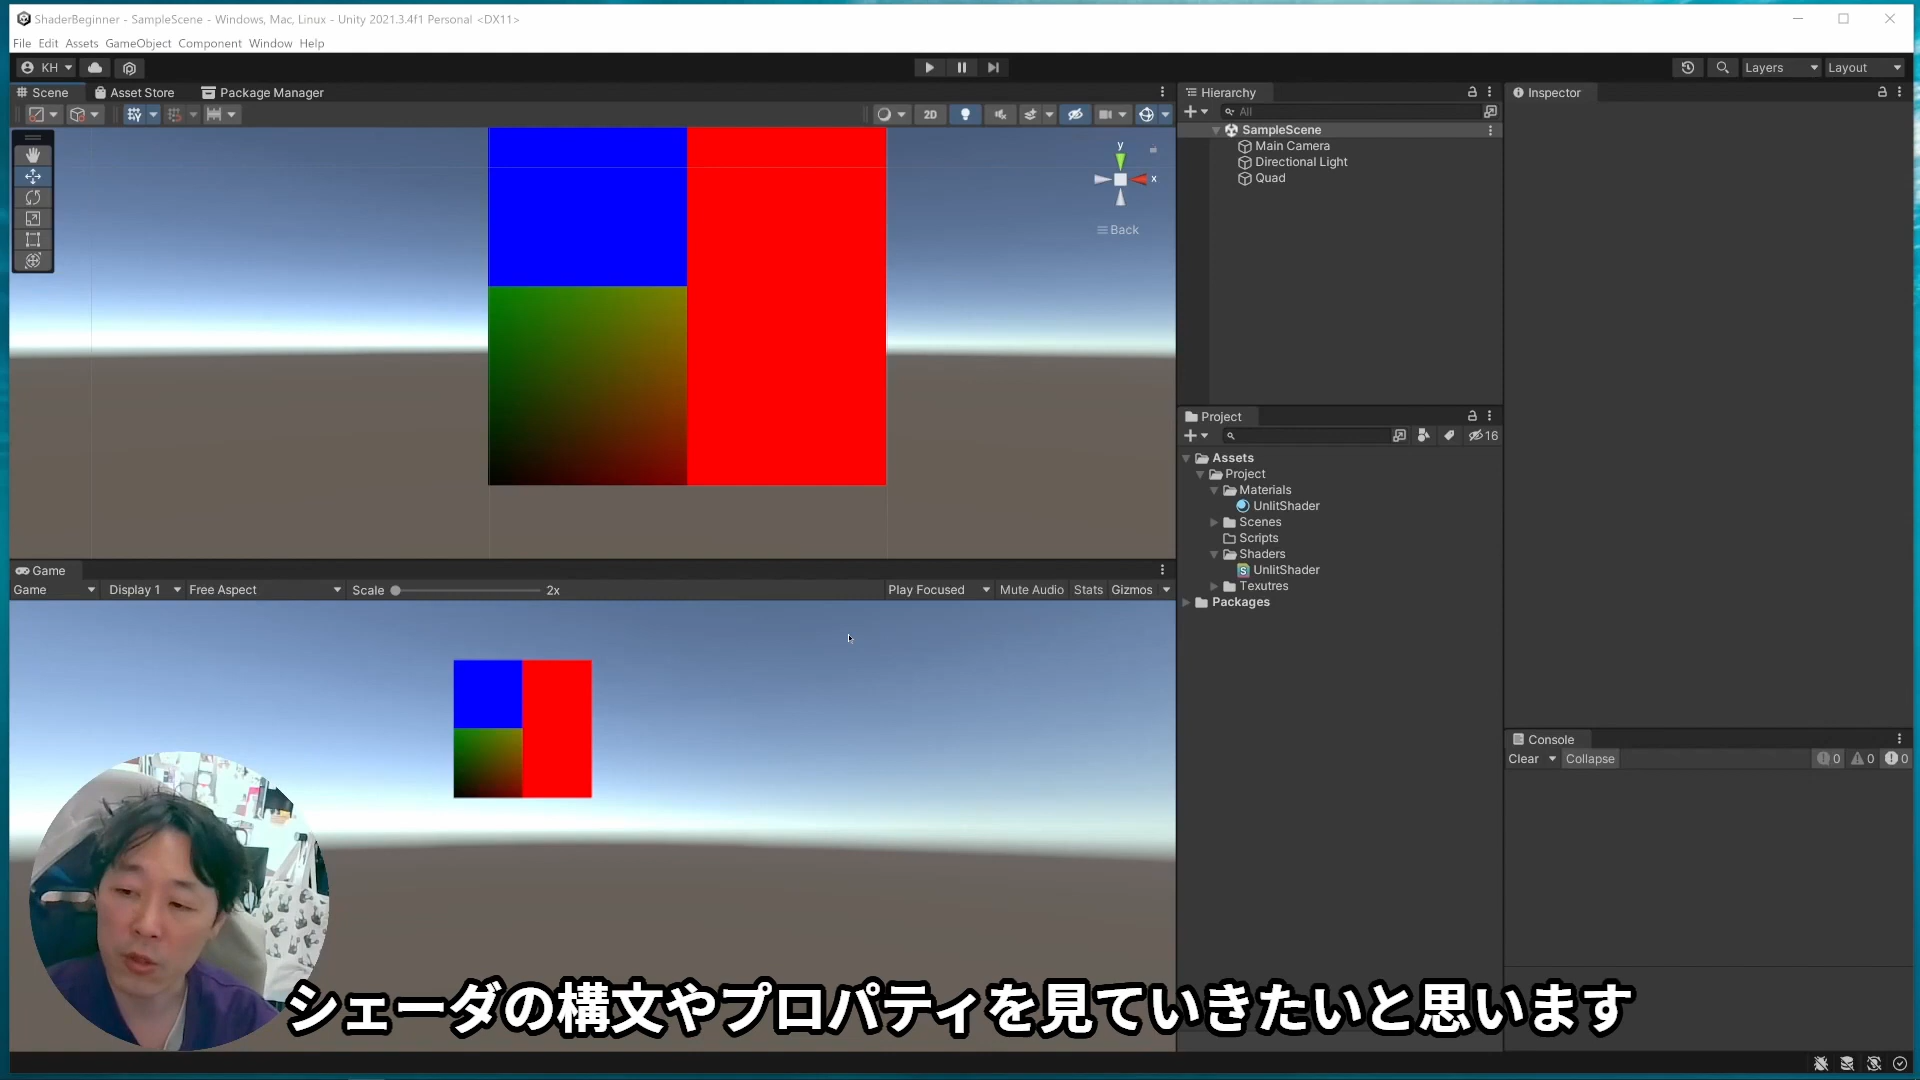 ShaderBeginner - SampleScene - Windows, Mac, Linux - Unity 2021.3.4f1 Personal <DX11>
File Edit Assets GameObject Component Window Help
KH
Layers
Layout
Scene
Asset Store
Package Manager
2D
y
x
Back
Hierarchy
All
SampleScene
Main Camera
Directional Light
Quad
Inspector
Project
16
Assets
Project
Materials
UnlitShader
Scenes
Scripts
Shaders
UnlitShader
Texutres
Packages
Game
Game
Display 1
Free Aspect
Scale
2x
Play Focused
Mute Audio
Stats
Gizmos
Console
Clear
Collapse
0
0
0
シェーダの構文やプロパティを見ていきたいと思います